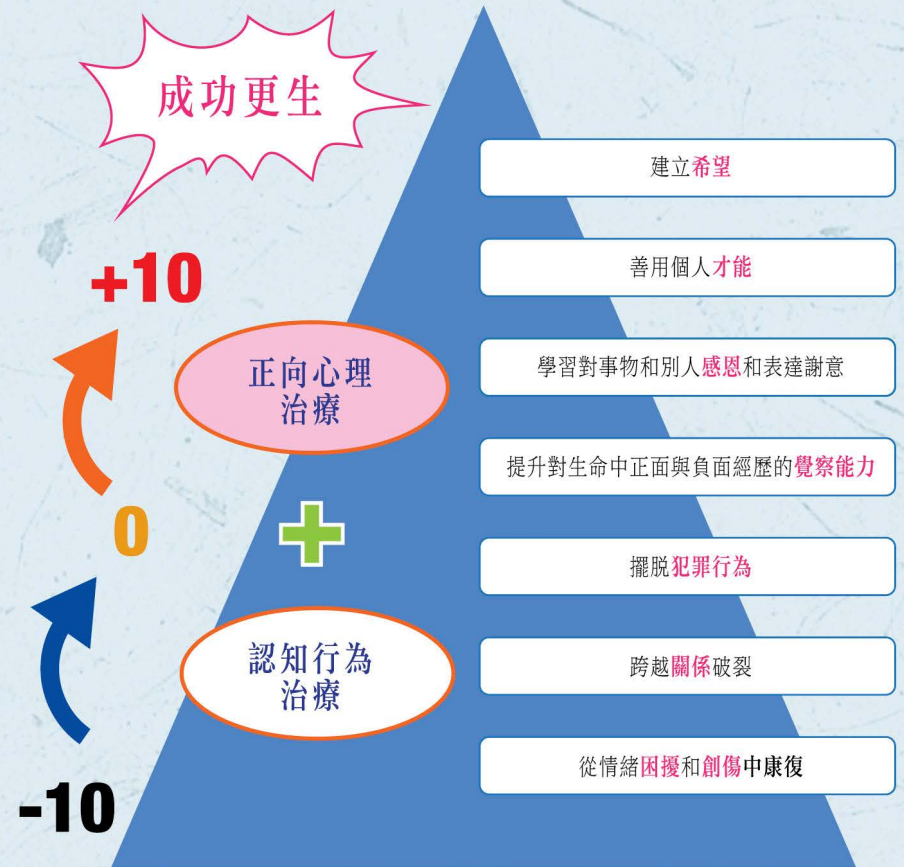 成功更生
建立希望
善用個人才能
+10
學習對事物和別人感恩和表達謝意
正向心理
治療
提升對生命中正面與負面經歷的覺察能力
0
擺脱犯罪行為
認知行為
治療
跨越關係破裂
從情緒困擾和創傷中康復
-10